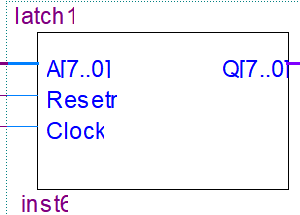 latch1
A[7..0] Q[7..0]
Resetn
Clock
inst6